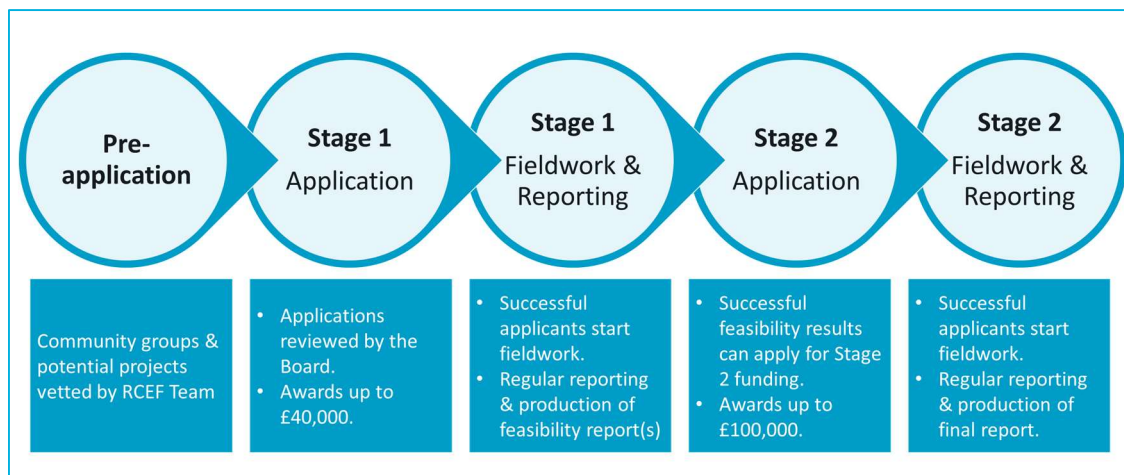 Pre-
application
Stage 1
Application
Stage 1
Fieldwork &
Reporting
Stage 2
Application
Stage 2
Fieldwork &
Reporting
Community groups &
potential projects
vetted by RCEF Team
• Applications
reviewed by the
Board.
• Awards up to
£40,000.
• Successful
applicants start
fieldwork.
• Regular reporting
& production of
feasibility report(s)
• Successful
feasibility results
can apply for Stage
2 funding.
• Awards up to
£100,000.
• Successful
applicants start
fieldwork.
• Regular reporting
& production of
final report.